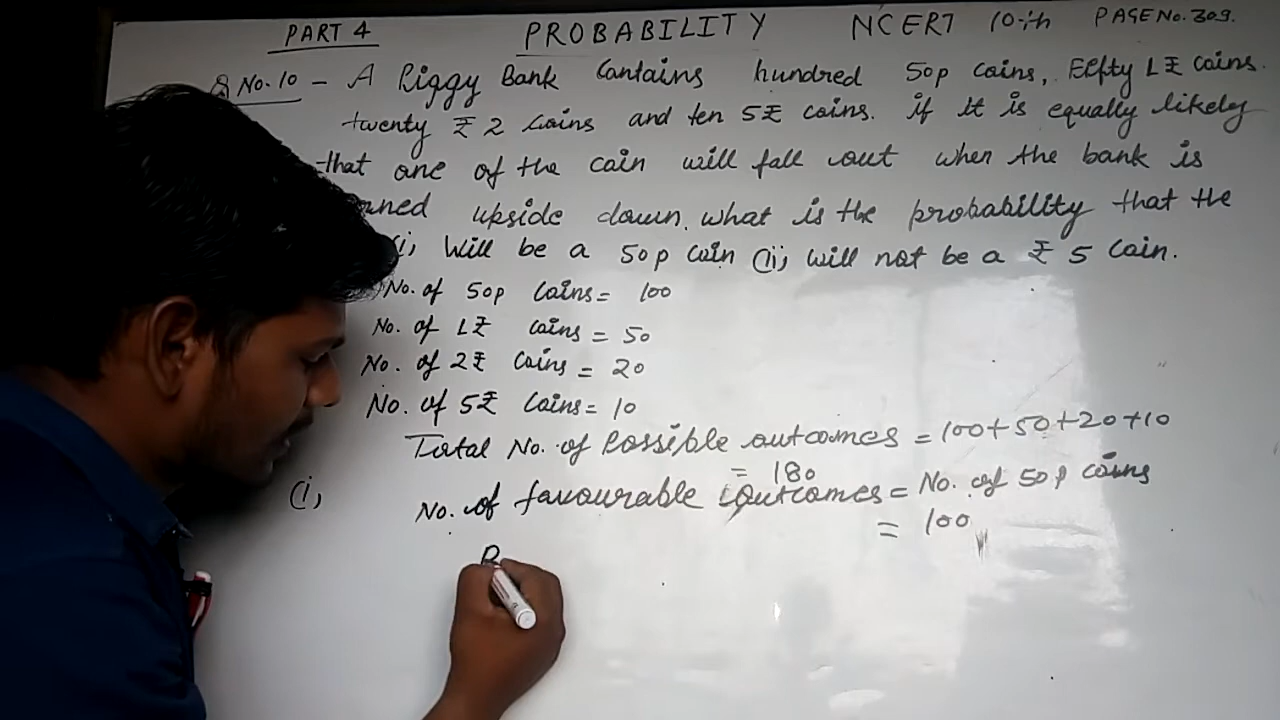 PART 4 PROBABILITY NCERT 10th PAGE No. 309.
Q No. 10 - A Piggy Bank Contains hundred 50p coins, Fifty 1₹ coins.
twenty ₹ 2 coins and ten 5₹ coins. if it is equally likely
that one of the coin will fall out when the bank is
rned upside down. what is the probability that the
(i) Will be a 50p Coin (ii) will not be a ₹ 5 Coin.
No. of 50p Coins = 100
No. of 1₹ coins = 50
No. of 2₹ Coins = 20
No. of 5₹ Coins = 10
Total No. of Possible outcomes = 100+50+20+10
= 180
(i) No. of favourable outcomes = No. of 50p coins
= 100
P